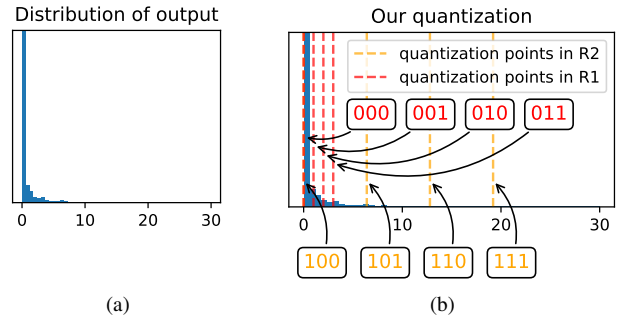 Distribution of output
0
10
20
30
(a)
Our quantization
quantization points in R2
quantization points in R1
000
001
010
011
0
10
20
30
100
101
110
111
(b)